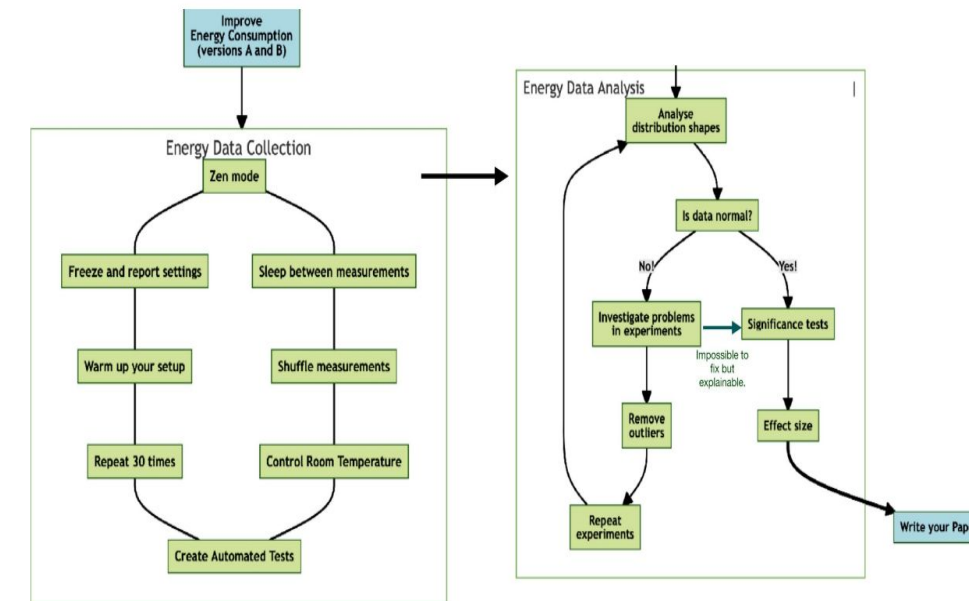 Improve
Energy Consumption
(versions A and B)
Energy Data Collection
Zen mode
Freeze and report settings
Sleep between measurements
Warm up your setup
Shuffle measurements
Repeat 30 times
Control Room Temperature
Create Automated Tests
Energy Data Analysis
Analyse
distribution shapes
Is data normal?
No!
Yes!
Investigate problems
in experiments
Significance tests
Impossible to
fix but
explainable.
Remove
outliers
Effect size
Repeat
experiments
Write your